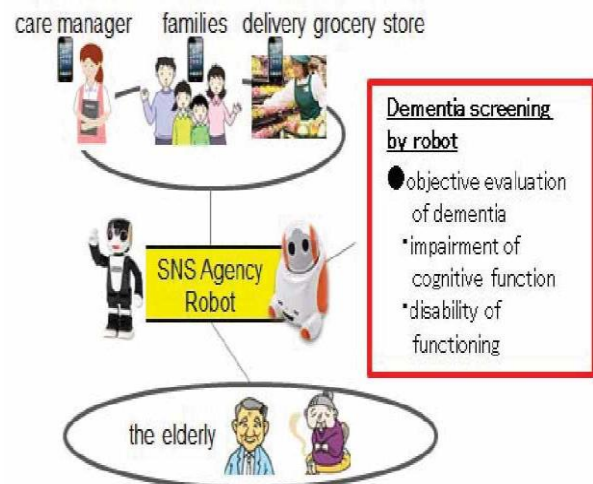 care manager families delivery grocery store
Dementia screening
by robot
●objective evaluation
of dementia
・impairment of
cognitive function
・disability of
functioning
SNS Agency
Robot
the elderly